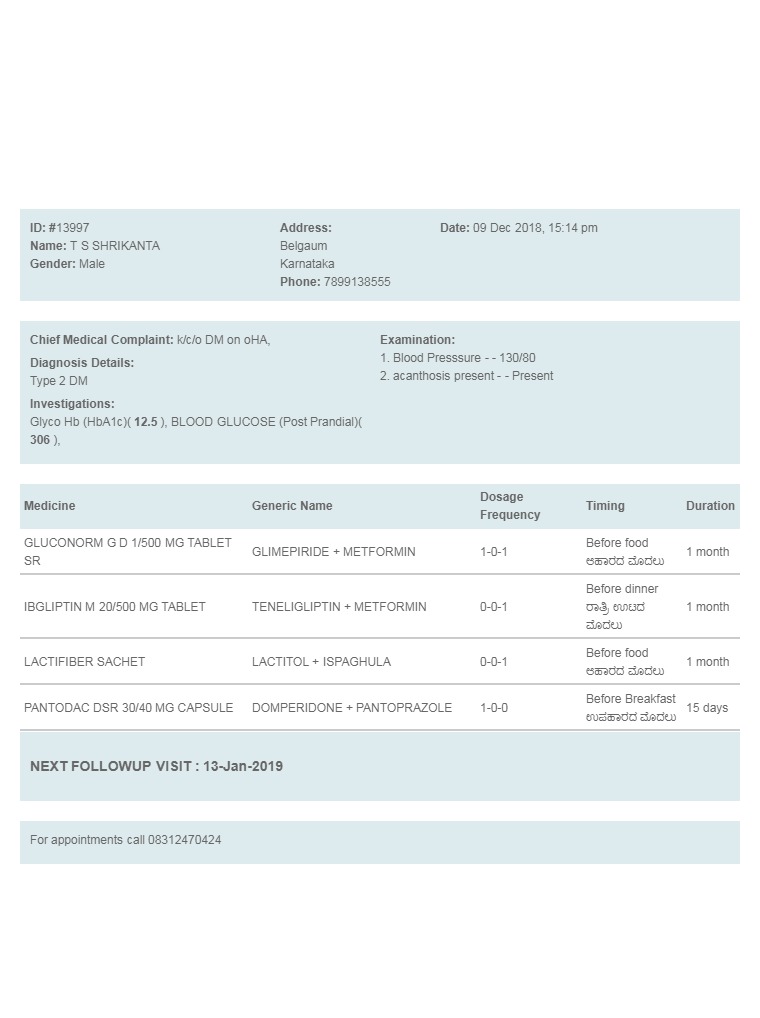 ID: #13997
Name: T S SHRIKANTA
Gender: Male
Address:
Belgaum
Karnataka
Phone: 7899138555
Date: 09 Dec 2018, 15:14 pm
Chief Medical Complaint: k/c/o DM on oHA,
Diagnosis Details:
Type 2 DM
Investigations:
Glyco Hb (HbA1c)( 12.5 ), BLOOD GLUCOSE (Post Prandial)(
306 ),
Examination:
1. Blood Presssure - - 130/80
2. acanthosis present - - Present
Medicine Generic Name Dosage Frequency Timing Duration
GLUCONORM G D 1/500 MG TABLET
SR
GLIMEPIRIDE + METFORMIN
1-0-1
Before food
ಆಹಾರದ ಮೊದಲು
1 month
IBGLIPTIN M 20/500 MG TABLET
TENELIGLIPTIN + METFORMIN
0-0-1
Before dinner
ರಾತ್ರಿ ಊಟದ
ಮೊದಲು
1 month
LACTIFIBER SACHET
LACTITOL + ISPAGHULA
0-0-1
Before food
ಆಹಾರದ ಮೊದಲು
1 month
PANTODAC DSR 30/40 MG CAPSULE
DOMPERIDONE + PANTOPRAZOLE
1-0-0
Before Breakfast
ಉಪಹಾರದ ಮೊದಲು
15 days
NEXT FOLLOWUP VISIT : 13-Jan-2019
For appointments call 08312470424